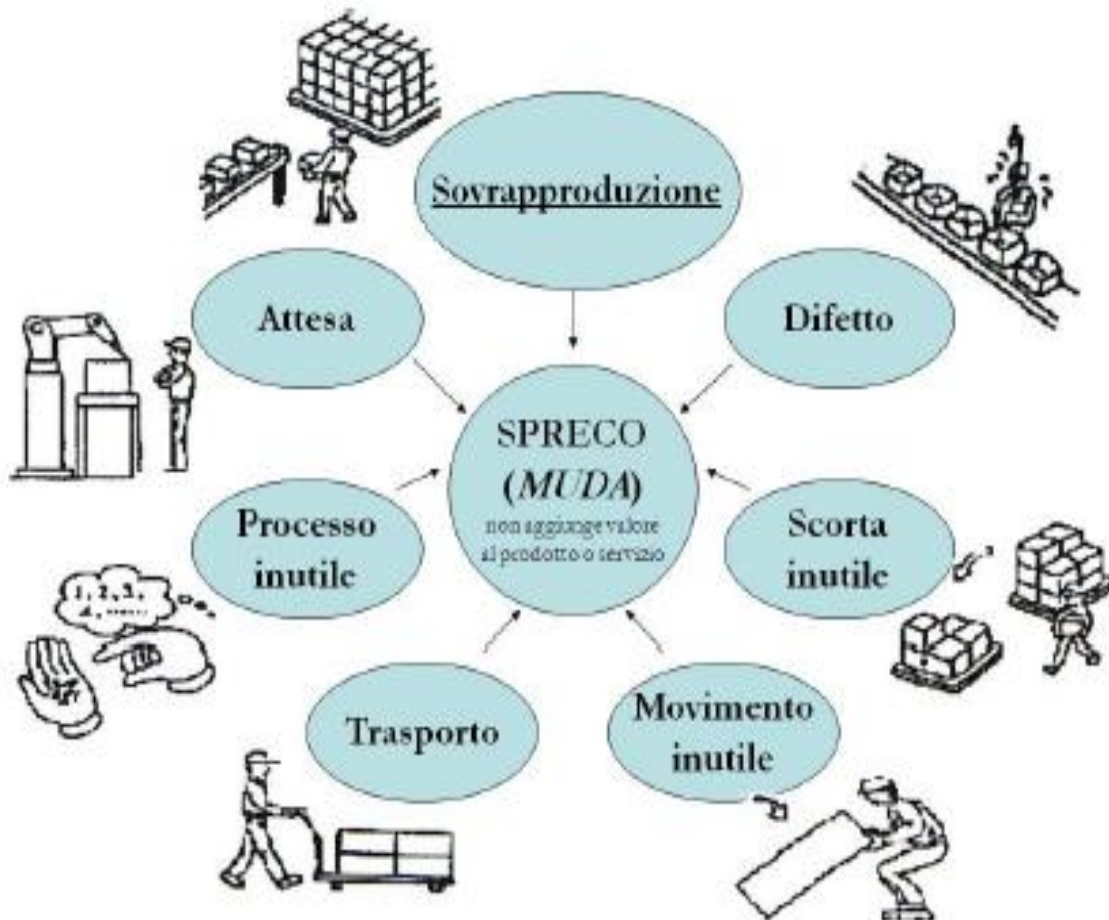 Sovrapproduzione
Attesa
Difetto
SPRECO
(MUDA)
non aggiunge valore
al prodotto o servizio
Processo
inutile
Scorta
inutile
1, 2, 3,
4, ......
Trasporto
Movimento
inutile